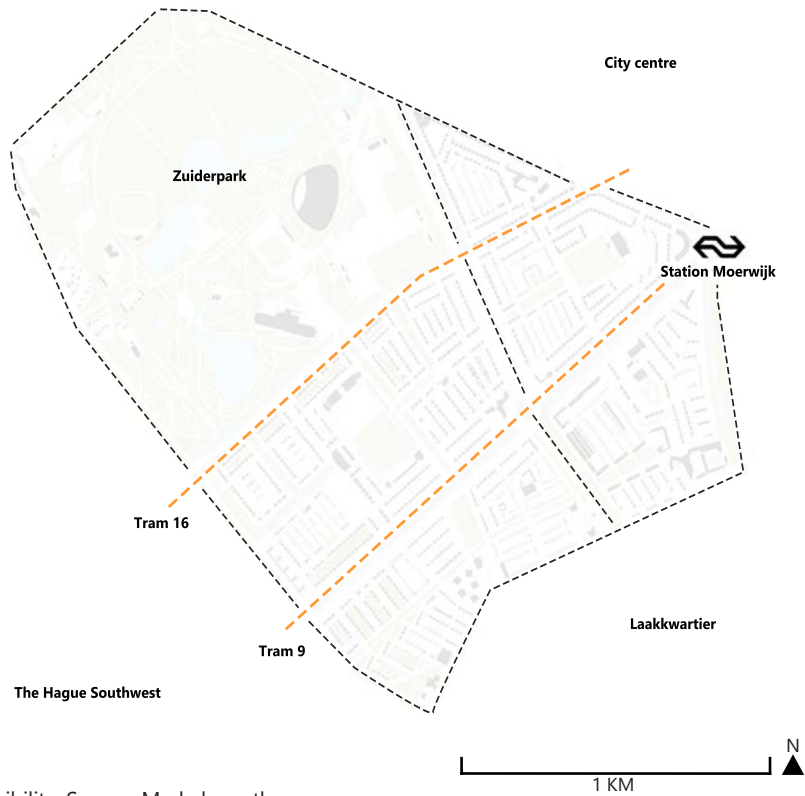 City centre
Zuiderpark
Station Moerwijk
Tram 16
Tram 9
Laakkwartier
The Hague Southwest
N
1 KM